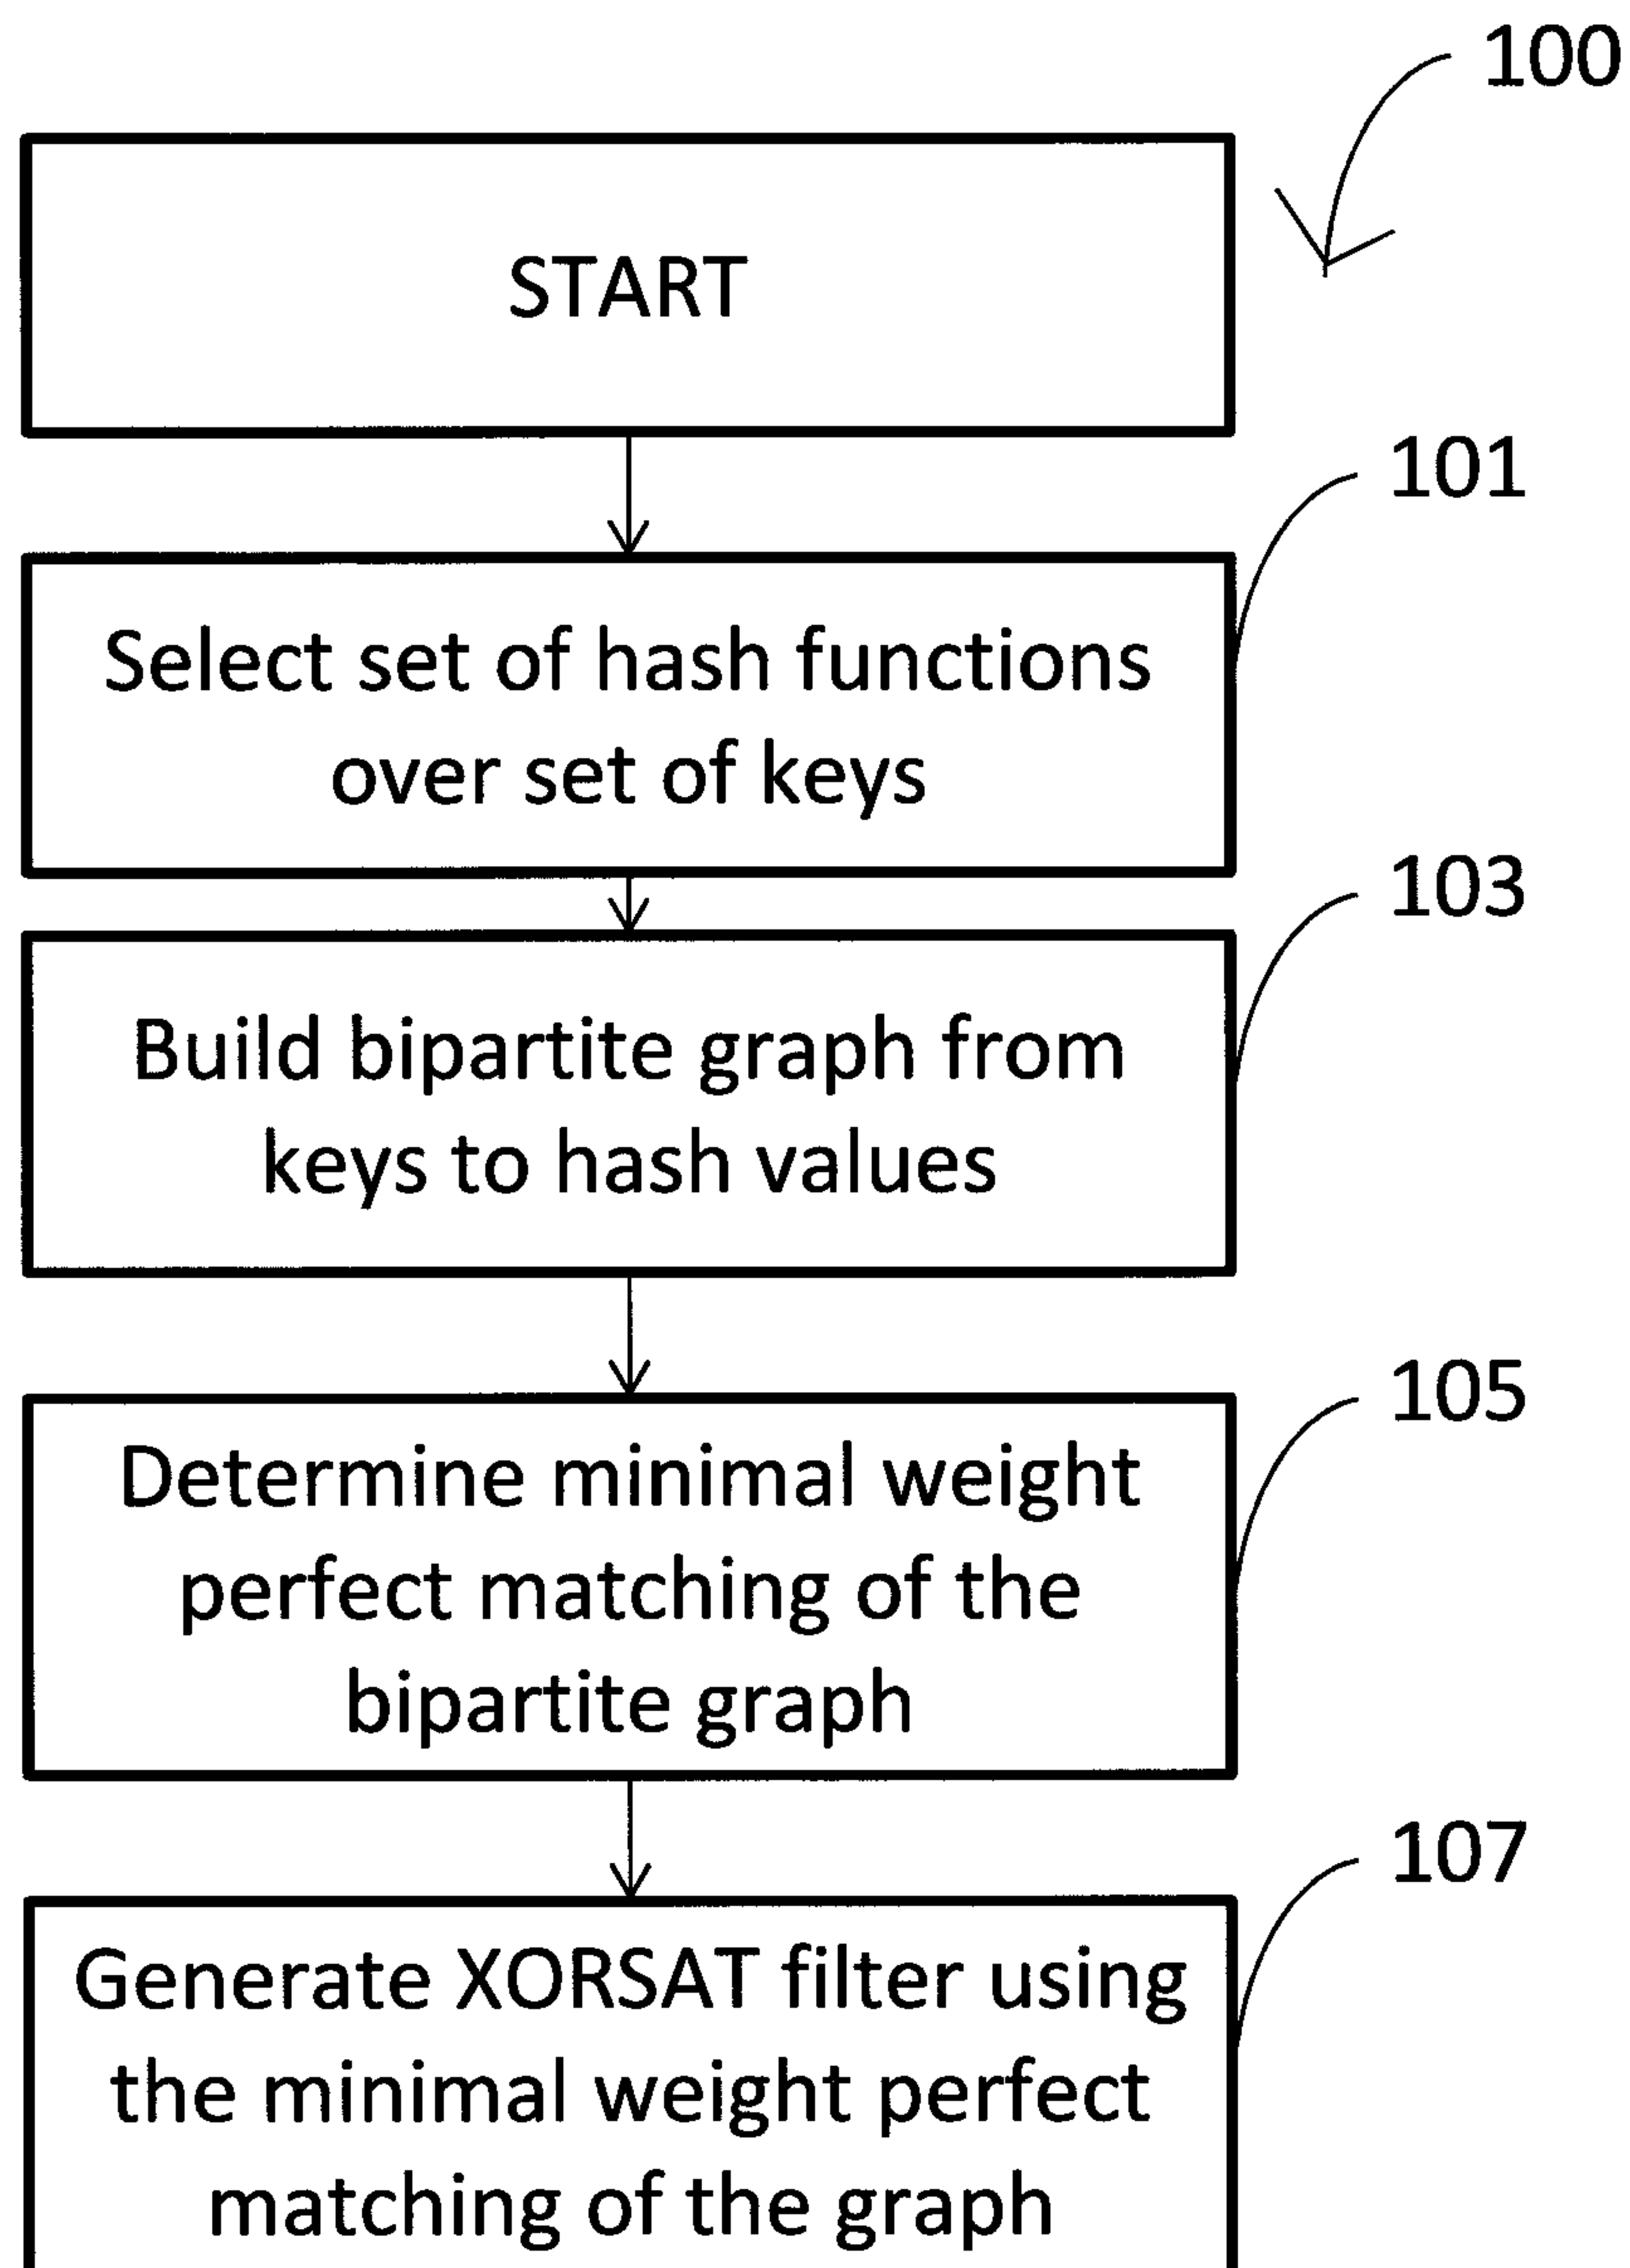 100
START
101
Select set of hash functions
over set of keys
103
Build bipartite graph from
keys to hash values
105
Determine minimal weight
perfect matching of the
bipartite graph
107
Generate XORSAT filter using
the minimal weight perfect
matching of the graph